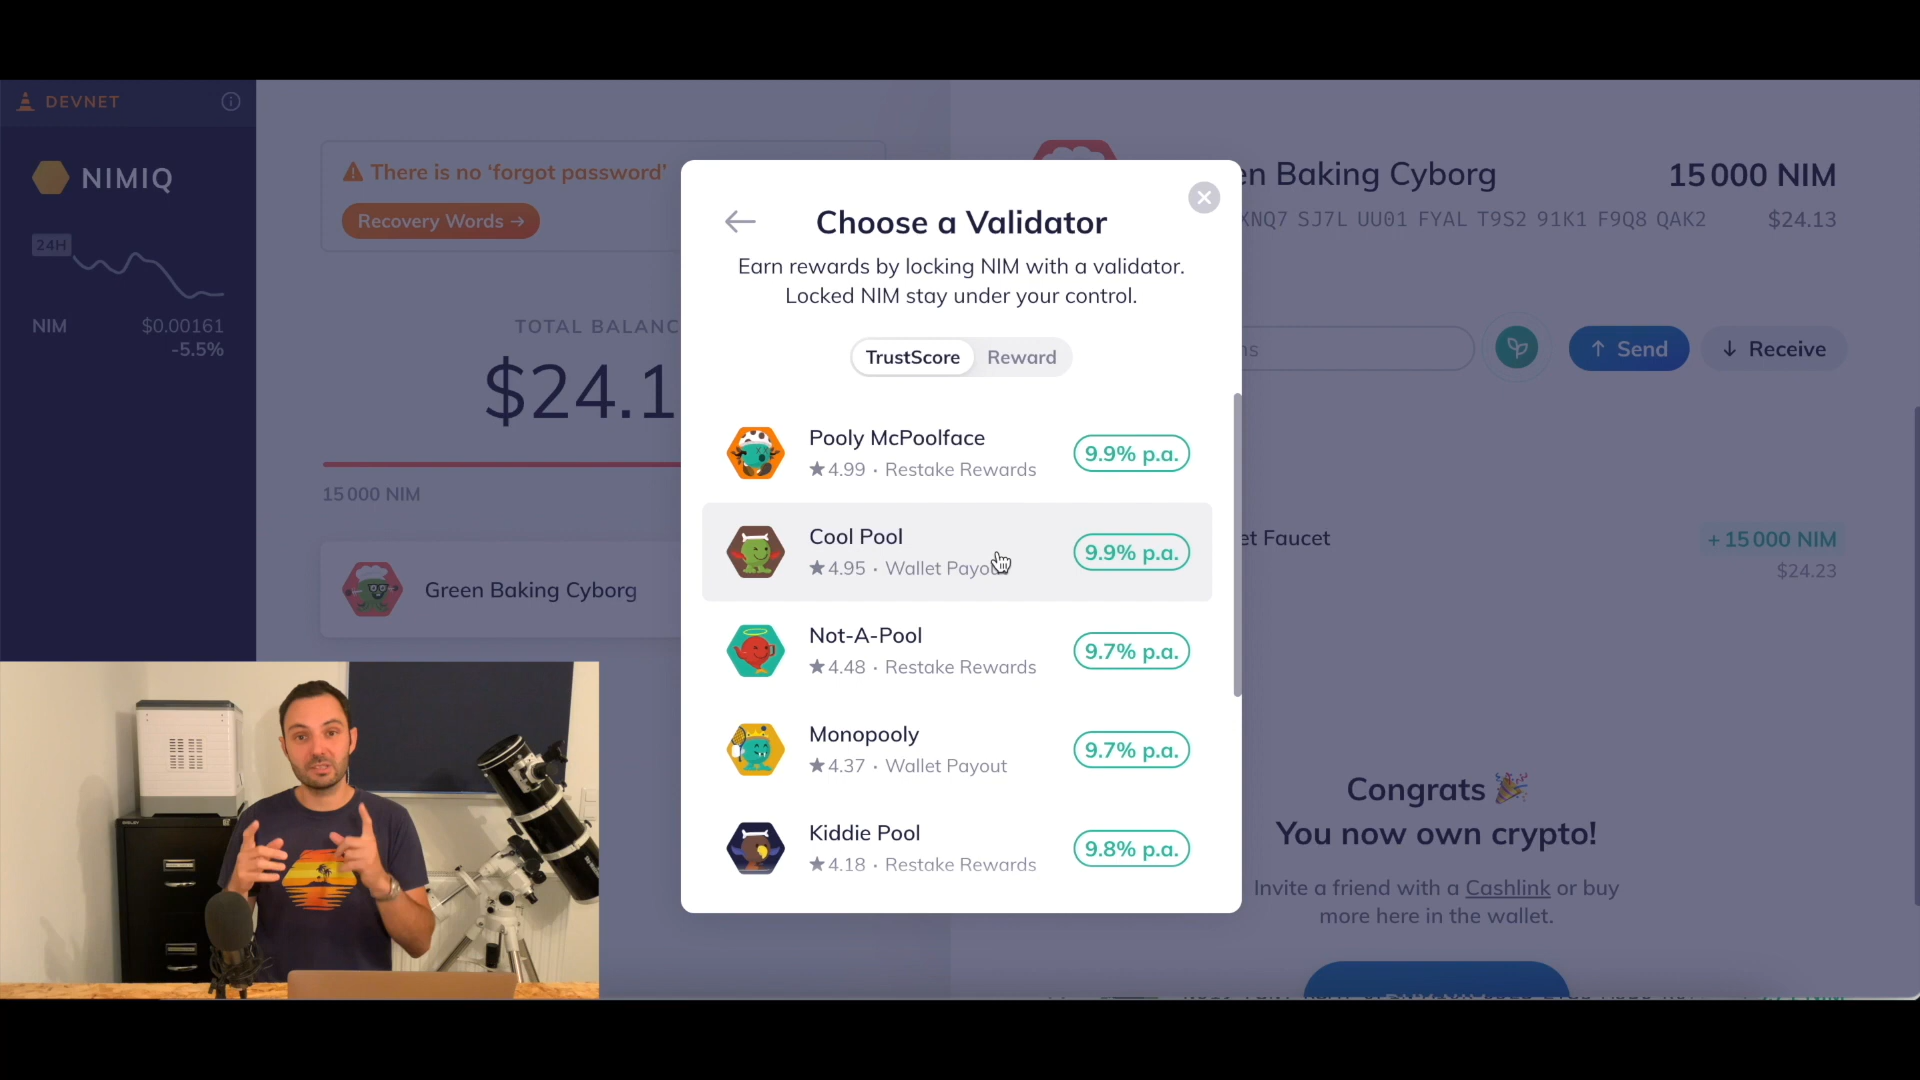 DEVNET
NIMIQ
24H
NIM $0.00161
-5.5%
There is no ‘forgot password’
Recovery Words →
TOTAL BALANC
$24.1
15 000 NIM
Green Baking Cyborg
Choose a Validator
Earn rewards by locking NIM with a validator.
Locked NIM stay under your control.
TrustScore Reward
Pooly McPoolface
★4.99 · Restake Rewards
9.9% p.a.
Cool Pool
★4.95 · Wallet
9.9% p.a.
Not-A-Pool
★4.48 · Restake Rewards
9.7% p.a.
Monopooly
★4.37 · Wallet Payout
9.7% p.a.
Kiddie Pool
★4.18 · Restake Rewards
9.8% p.a.
en Baking Cyborg
15 000 NIM
XNQ7 SJ7L UU01 FYAL T9S2 91K1 F9Q8 QAK2
$24.13
↑ Send
↓ Receive
et Faucet
+ 15 000 NIM
$24.23
Congrats 🎉
You now own crypto!
Invite a friend with a Cashlink or buy
more here in the wallet.